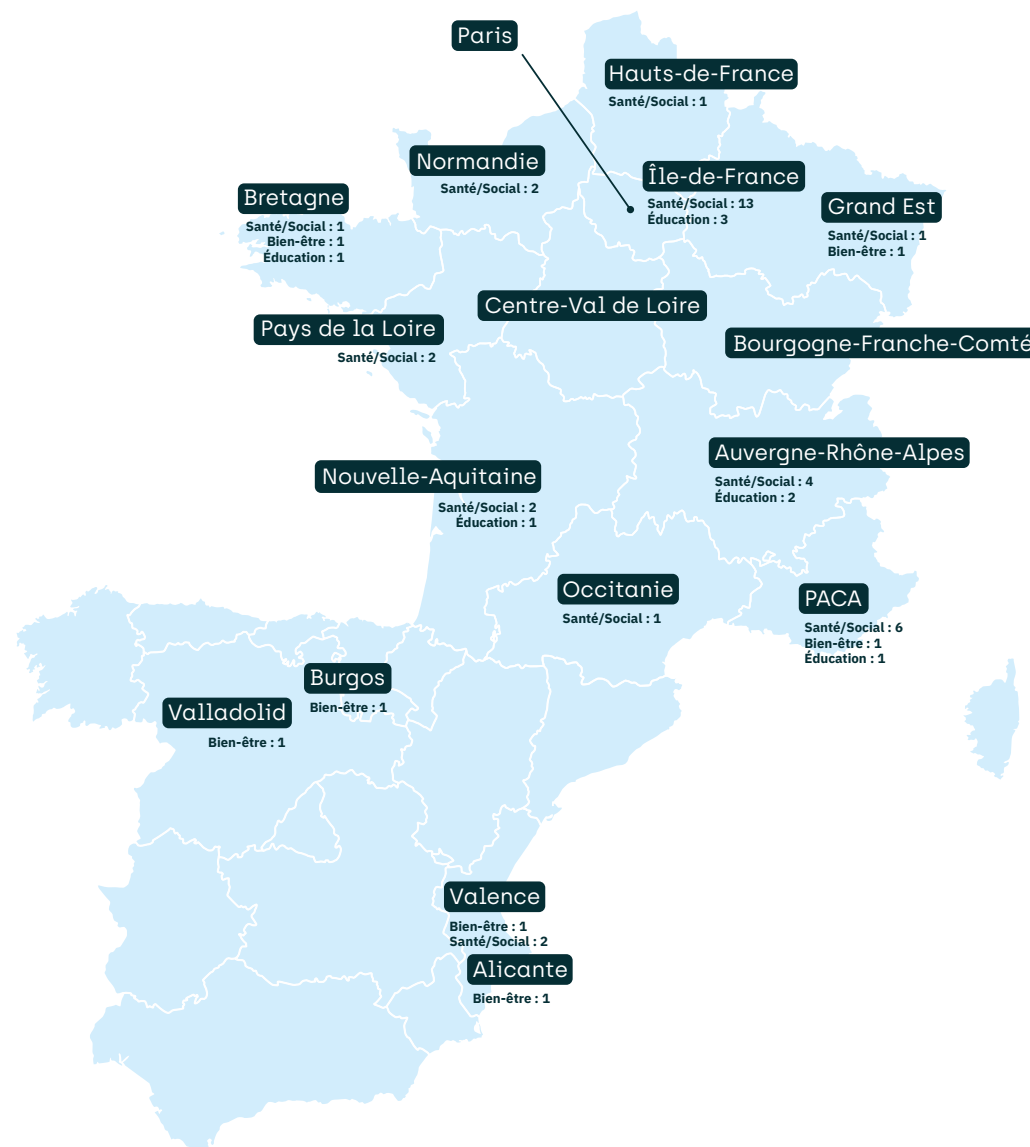 Paris
Hauts-de-France
Santé/Social : 1
Normandie
Santé/Social : 2
Île-de-France
Santé/Social : 13
Éducation : 3
Bretagne
Santé/Social : 1
Bien-être : 1
Éducation : 1
Grand Est
Santé/Social : 1
Bien-être : 1
Centre-Val de Loire
Pays de la Loire
Santé/Social : 2
Bourgogne-Franche-Comté
Auvergne-Rhône-Alpes
Santé/Social : 4
Éducation : 2
Nouvelle-Aquitaine
Santé/Social : 2
Éducation : 1
Occitanie
Santé/Social : 1
PACA
Santé/Social : 6
Bien-être : 1
Éducation : 1
Burgos
Bien-être : 1
Valladolid
Bien-être : 1
Valence
Bien-être : 1
Santé/Social : 2
Alicante
Bien-être : 1